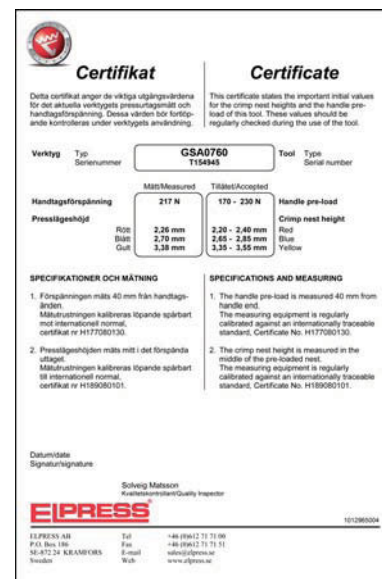 Certifikat
Certificate
Detta certifikat anger de viktiga utgångsvärdena
för det aktuella verktygets pressurtagsmått och
handtagsförspänning. Dessa värden bör fortlöp-
ande kontrolleras under verktygets användning.
This certificate states the important initial values
for the crimp nest heights and the handle pre-
load of this tool. These values should be
regularly checked during the use of the tool.
Verktyg Typ GSA0760 Tool Type
Serienummer T154945 Serial number
Mätt/Measured Tillåtet/Accepted
Handtagsförspänning 217 N 170 - 230 N Handle pre-load
Presslägeshöjd Crimp nest height
Rött 2,26 mm 2,20 - 2,40 mm Red
Blått 2,70 mm 2,65 - 2,85 mm Blue
Gult 3,38 mm 3,35 - 3,55 mm Yellow
SPECIFIKATIONER OCH MÄTNING
1. Förspänningen mäts 40 mm från handtags-
änden.
Mätutrustningen kalibreras löpande spårbart
mot internationell normal,
certifikat nr H177080130.
2. Presslägeshöjden mäts mitt i det förspända
uttaget.
Mätutrustningen kalibreras löpande spårbart
till internationell normal,
certifikat nr H189080101.
SPECIFICATIONS AND MEASURING
1. The handle pre-load is measured 40 mm from
handle end.
The measuring equipment is regularly
calibrated against an internationally traceable
standard, Certificate No. H177080130.
2. The crimp nest height is measured in the
middle of the pre-loaded nest.
The measuring equipment is regularly
calibrated against an internationally traceable
standard, Certificate No. H189080101.
Datum/date
Signatur/signature
Solveig Matsson
Kvalitetskontrollant/Quality Inspector
ELPRESS
1012965004
ELPRESS AB Tel +46 (0)612 71 71 00
P.O. Box 186 Fax +46 (0)612 71 71 51
SE-872 24 KRAMFORS E-mail sales@elpress.se
Sweden Web www.elpress.se